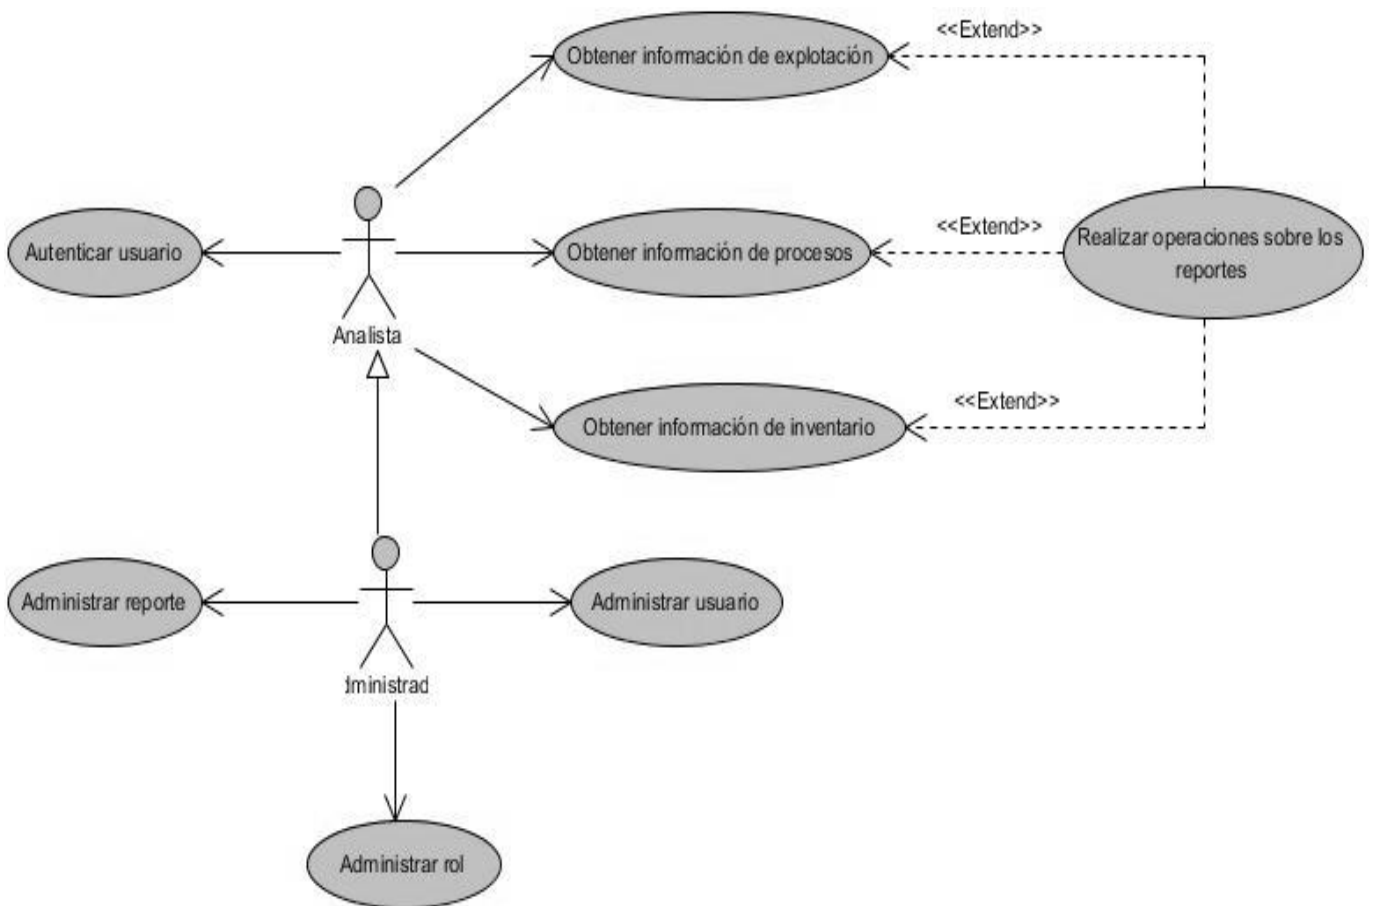 <<Extend>>
Obtener información de explotación
<<Extend>>
Realizar operaciones sobre los
reportes
Autenticar usuario
Obtener información de procesos
Analista
<<Extend>>
Obtener información de inventario
Administrar reporte
Administrar usuario
dministrad
Administrar rol